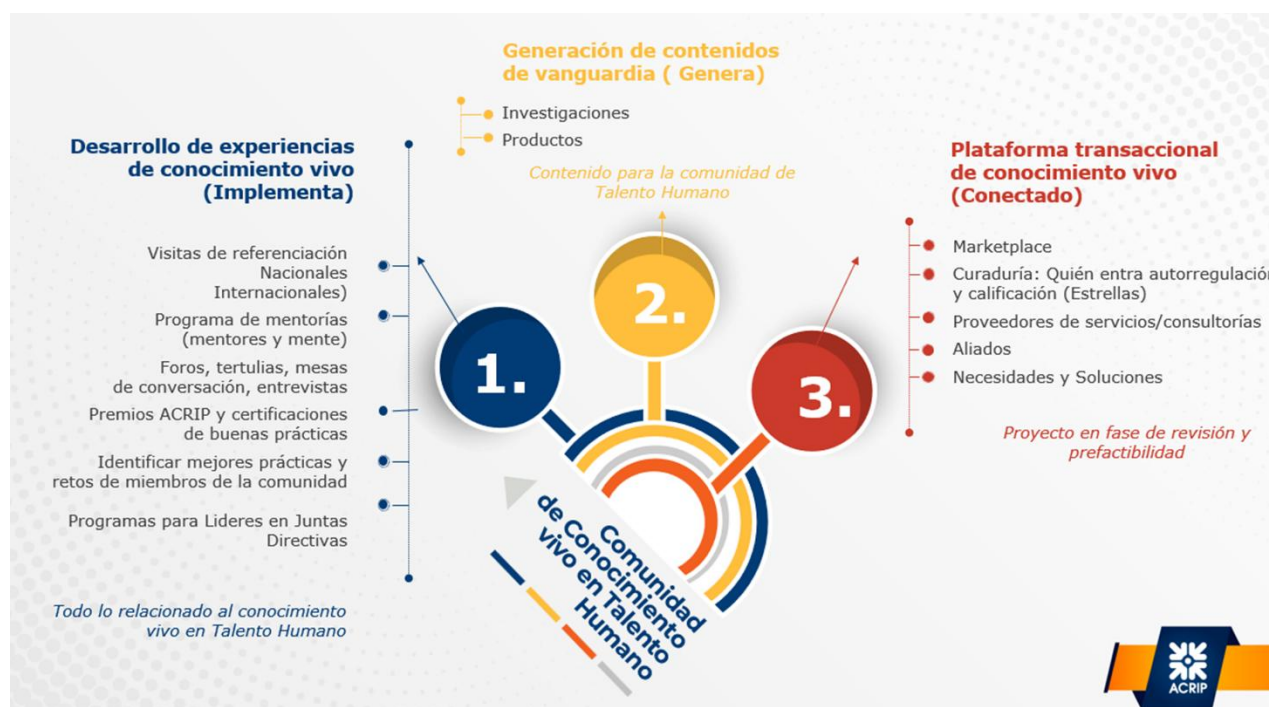 Generación de contenidos
de vanguardia ( Genera)
Investigaciones
Productos
Contenido para la comunidad de
Talento Humano
Desarrollo de experiencias
de conocimiento vivo
(Implementa)
Visitas de referenciación
Nacionales
Internacionales)
Programa de mentorías
(mentores y mente)
Foros, tertulias, mesas
de conversación, entrevistas
Premios ACRIP y certificaciones
de buenas prácticas
Identificar mejores prácticas y
retos de miembros de la comunidad
Programas para Lideres en Juntas
Directivas
Todo lo relacionado al conocimiento
vivo en Talento Humano
Plataforma transaccional
de conocimiento vivo
(Conectado)
Marketplace
Curaduría: Quién entra autorregulación
y calificación (Estrellas)
Proveedores de servicios/consultorías
Aliados
Necesidades y Soluciones
Proyecto en fase de revisión y
prefactibilidad
1.
2.
3.
Comunidad
de Conocimiento
vivo en Talento
Humano
ACRIP